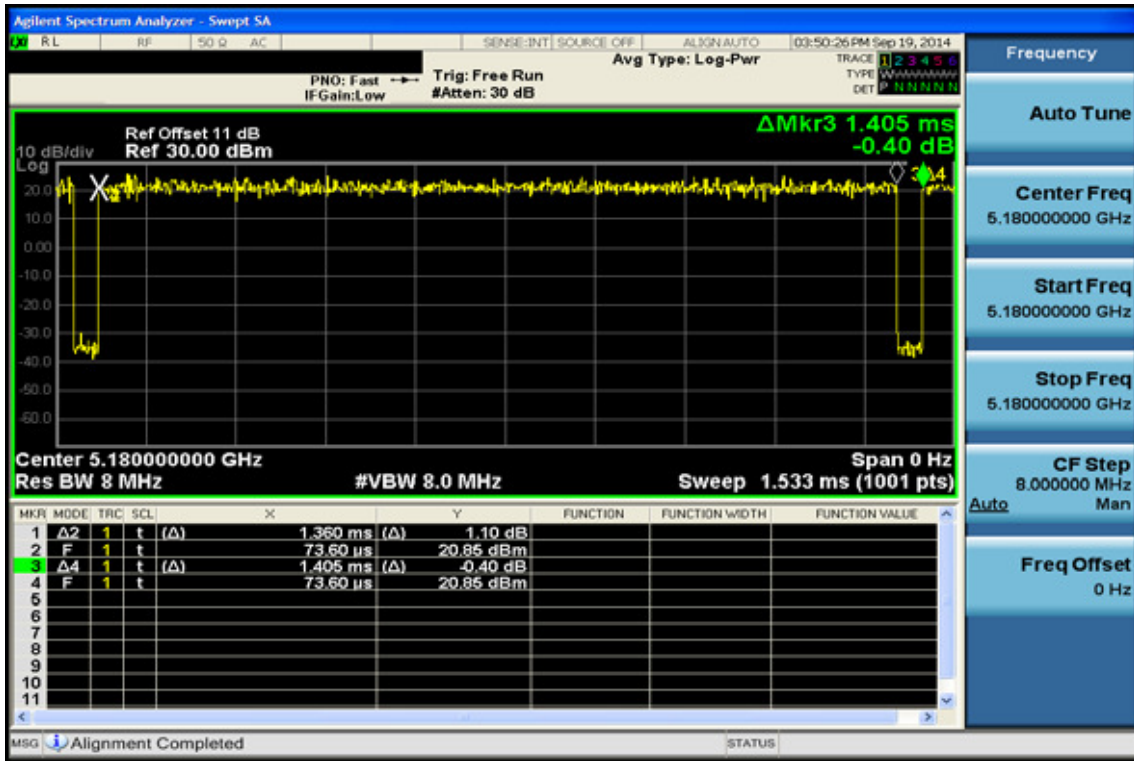 Agilent Spectrum Analyzer - Swept SA
LXI RL RF 50 Ω AC SENSE:INT SOURCE OFF ALIGN AUTO 03:50:26 PM Sep 19, 2014
Avg Type: Log-Pwr TRACE 1 2 3 4 5 6
PNO: Fast Trig: Free Run TYPE W
IFGain:Low #Atten: 30 dB DET P N N N N N
ΔMkr3 1.405 ms
-0.40 dB
Ref Offset 11 dB
10 dB/div Ref 30.00 dBm
Log
20.0
10.0
0.00
-10.0
-20.0
-30.0
-40.0
-50.0
-60.0
3Δ4
Center 5.180000000 GHz Span 0 Hz
Res BW 8 MHz #VBW 8.0 MHz Sweep 1.533 ms (1001 pts)
MKR MODE TRC SCL X Y FUNCTION FUNCTION WIDTH FUNCTION VALUE
1 Δ2 1 t (Δ) 1.360 ms (Δ) 1.10 dB
2 F 1 t 73.60 µs 20.85 dBm
3 Δ4 1 t (Δ) 1.405 ms (Δ) -0.40 dB
4 F 1 t 73.60 µs 20.85 dBm
5
6
7
8
9
10
11
MSG Alignment Completed STATUS
Frequency
Auto Tune
Center Freq
5.180000000 GHz
Start Freq
5.180000000 GHz
Stop Freq
5.180000000 GHz
CF Step
8.000000 MHz
Auto Man
Freq Offset
0 Hz